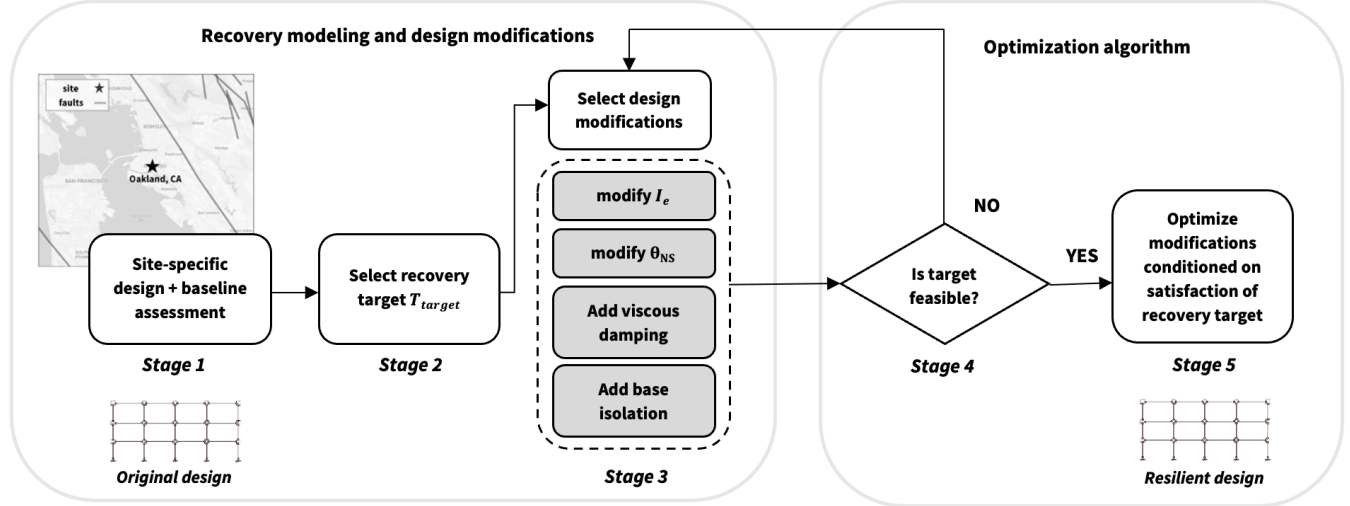 Recovery modeling and design modifications
Optimization algorithm
site
faults
SAN FRANCISCO
Oakland, CA
Site-specific
design + baseline
assessment
Stage 1
Original design
Select recovery
target T_target
Stage 2
Select design
modifications
modify I_e
modify θ_NS
Add viscous
damping
Add base
isolation
Stage 3
Is target
feasible?
NO
YES
Stage 4
Optimize
modifications
conditioned on
satisfaction of
recovery target
Stage 5
Resilient design